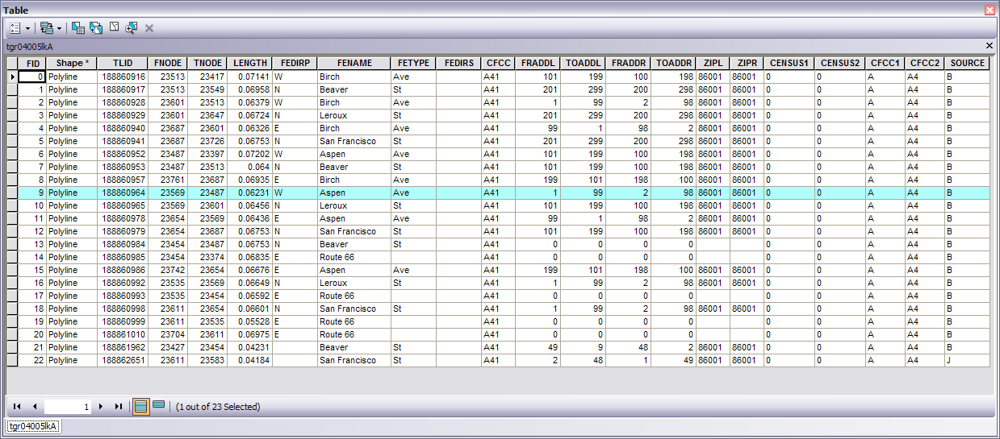 Table
tgr04005lkA
FID Shape * TLID FNODE TNODE LENGTH FEDIRP FENAME FETYPE FEDIRS CFCC FRADDL TOADDL FRADDR TOADDR ZIPL ZIPR CENSUS1 CENSUS2 CFCC1 CFCC2 SOURCE
0 Polyline 188860916 23513 23417 0.07141 W Birch Ave A41 101 199 100 198 86001 86001 0 0 A A4 B
1 Polyline 188860917 23513 23549 0.06958 N Beaver St A41 201 299 200 298 86001 86001 0 0 A A4 B
2 Polyline 188860928 23601 23513 0.06379 W Birch Ave A41 1 99 2 98 86001 86001 0 0 A A4 B
3 Polyline 188860929 23601 23647 0.06724 N Leroux St A41 201 299 200 298 86001 86001 0 0 A A4 B
4 Polyline 188860940 23687 23601 0.06326 E Birch Ave A41 99 1 98 2 86001 86001 0 0 A A4 B
5 Polyline 188860941 23687 23726 0.06753 N San Francisco St A41 201 299 200 298 86001 86001 0 0 A A4 B
6 Polyline 188860952 23487 23397 0.07202 W Aspen Ave A41 101 199 100 198 86001 86001 0 0 A A4 B
7 Polyline 188860953 23487 23513 0.064 N Beaver St A41 101 199 100 198 86001 86001 0 0 A A4 B
8 Polyline 188860957 23761 23687 0.06935 E Birch Ave A41 199 101 198 100 86001 86001 0 0 A A4 B
9 Polyline 188860964 23569 23487 0.06231 W Aspen Ave A41 1 99 2 98 86001 86001 0 0 A A4 B
10 Polyline 188860965 23569 23601 0.06456 N Leroux St A41 101 199 100 198 86001 86001 0 0 A A4 B
11 Polyline 188860978 23654 23569 0.06436 E Aspen Ave A41 99 1 98 2 86001 86001 0 0 A A4 B
12 Polyline 188860979 23654 23687 0.06753 N San Francisco St A41 101 199 100 198 86001 86001 0 0 A A4 B
13 Polyline 188860984 23454 23487 0.06753 N Beaver St A41 0 0 0 0 0 0 A A4 B
14 Polyline 188860985 23454 23374 0.06835 E Route 66 A41 0 0 0 0 0 0 A A4 B
15 Polyline 188860986 23742 23654 0.06676 E Aspen Ave A41 199 101 198 100 86001 86001 0 0 A A4 B
16 Polyline 188860992 23535 23569 0.06649 N Leroux St A41 1 99 2 98 86001 86001 0 0 A A4 B
17 Polyline 188860993 23535 23454 0.06592 E Route 66 A41 0 0 0 0 0 0 A A4 B
18 Polyline 188860998 23611 23654 0.06601 N San Francisco St A41 1 99 2 98 86001 86001 0 0 A A4 B
19 Polyline 188860999 23611 23535 0.05528 E Route 66 A41 0 0 0 0 0 0 A A4 B
20 Polyline 188861010 23704 23611 0.06975 E Route 66 A41 0 0 0 0 0 0 A A4 B
21 Polyline 188861962 23427 23454 0.04231 Beaver St A41 49 9 48 2 86001 86001 0 0 A A4 B
22 Polyline 188862651 23611 23583 0.04184 San Francisco St A41 2 48 1 49 86001 86001 0 0 A A4 J
1 (1 out of 23 Selected)
tgr04005lkA